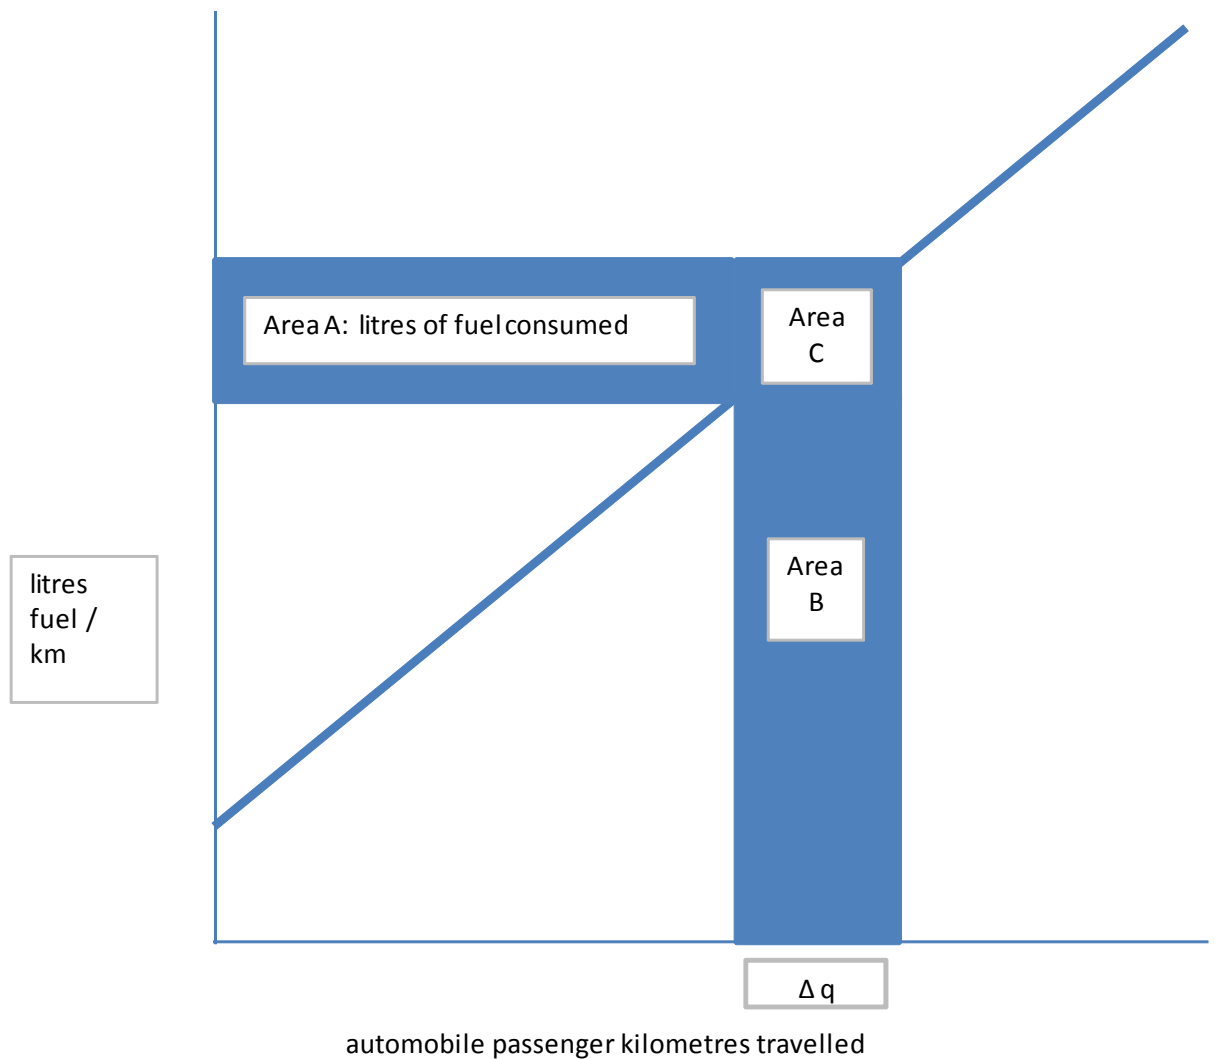 Area A: litres of fuel consumed
Area
C
litres
fuel /
km
Area
B
Δ q
automobile passenger kilometres travelled